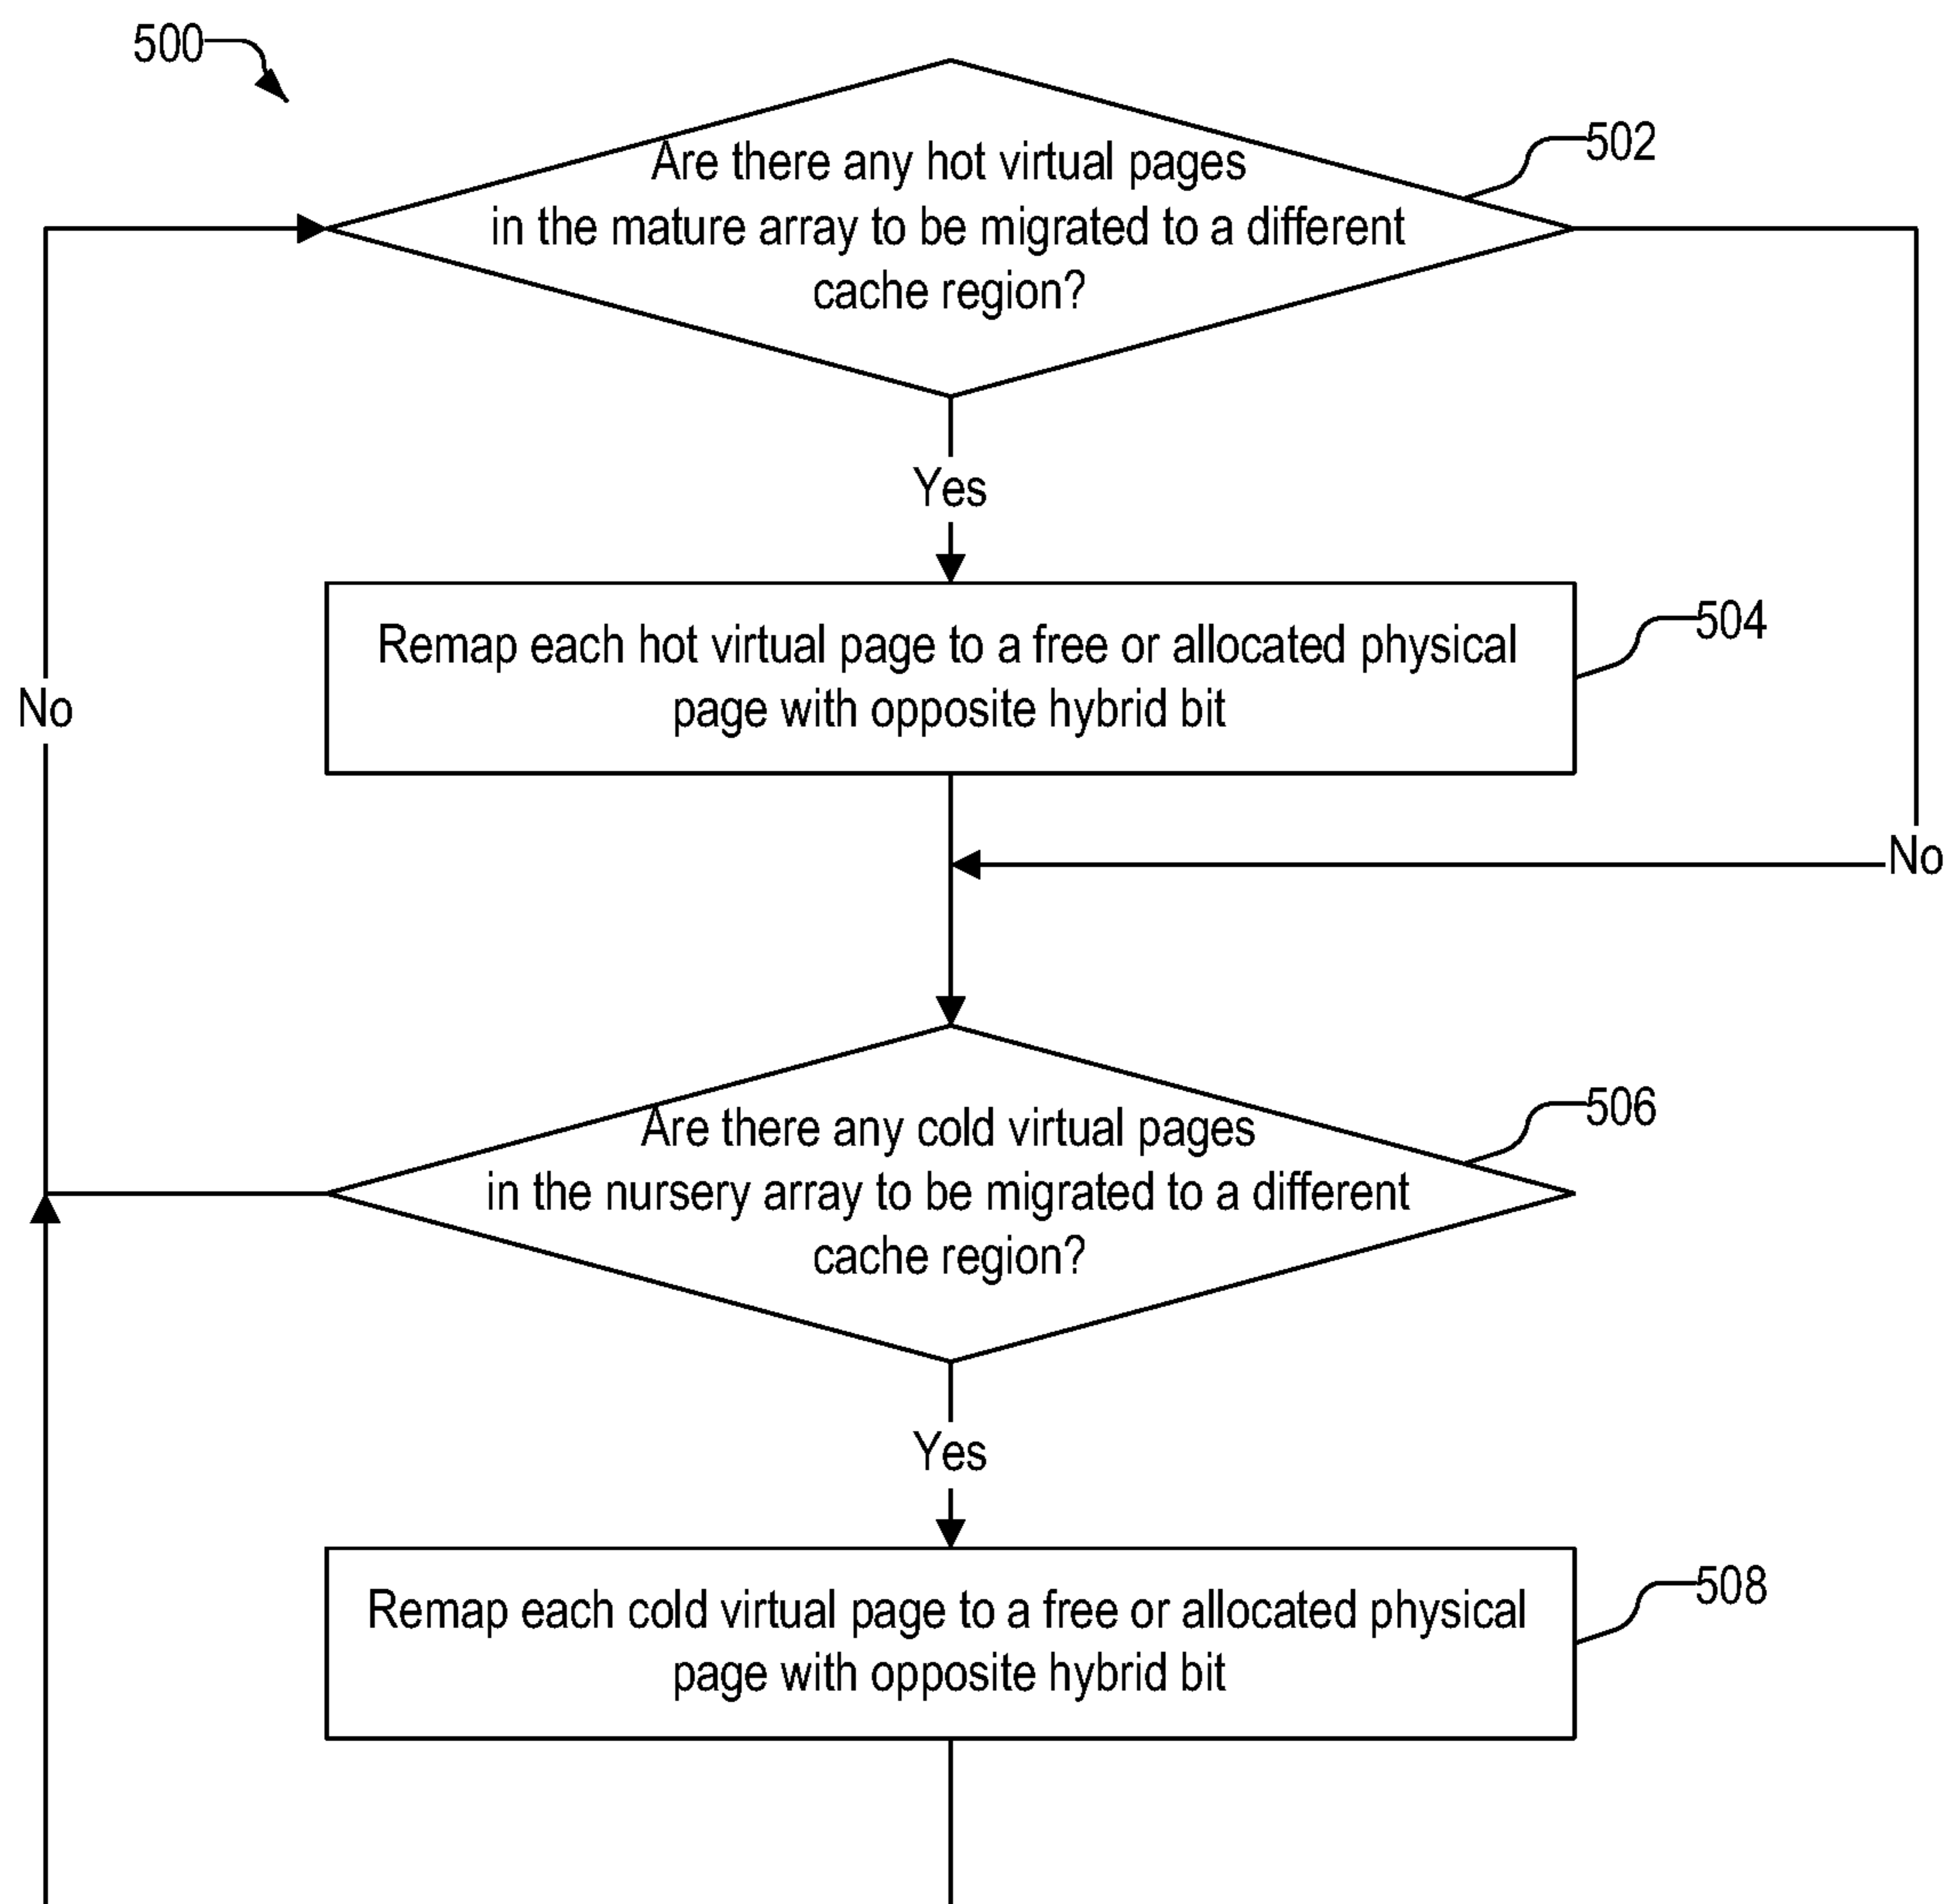 500
Are there any hot virtual pages
in the mature array to be migrated to a different
cache region?
502
Yes
Remap each hot virtual page to a free or allocated physical
page with opposite hybrid bit
504
No
No
Are there any cold virtual pages
in the nursery array to be migrated to a different
cache region?
506
Yes
Remap each cold virtual page to a free or allocated physical
page with opposite hybrid bit
508